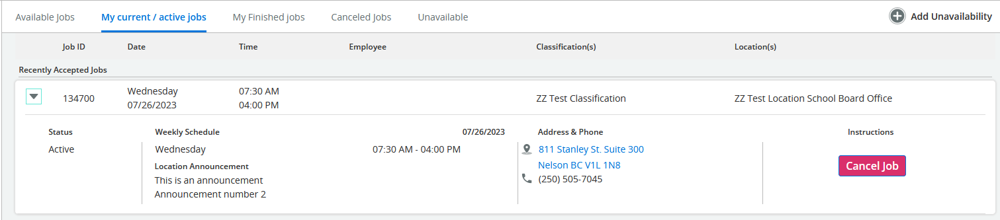 Available Jobs My current / active jobs My Finished jobs Canceled Jobs Unavailable Add Unavailability
Job ID Date Time Employee Classification(s) Location(s)
Recently Accepted Jobs
134700 Wednesday 07/26/2023 07:30 AM 04:00 PM ZZ Test Classification ZZ Test Location School Board Office
Status Weekly Schedule 07/26/2023 Address & Phone Instructions
Active Wednesday 07:30 AM - 04:00 PM 811 Stanley St. Suite 300
Location Announcement Nelson BC V1L 1N8 Cancel Job
This is an announcement (250) 505-7045
Announcement number 2